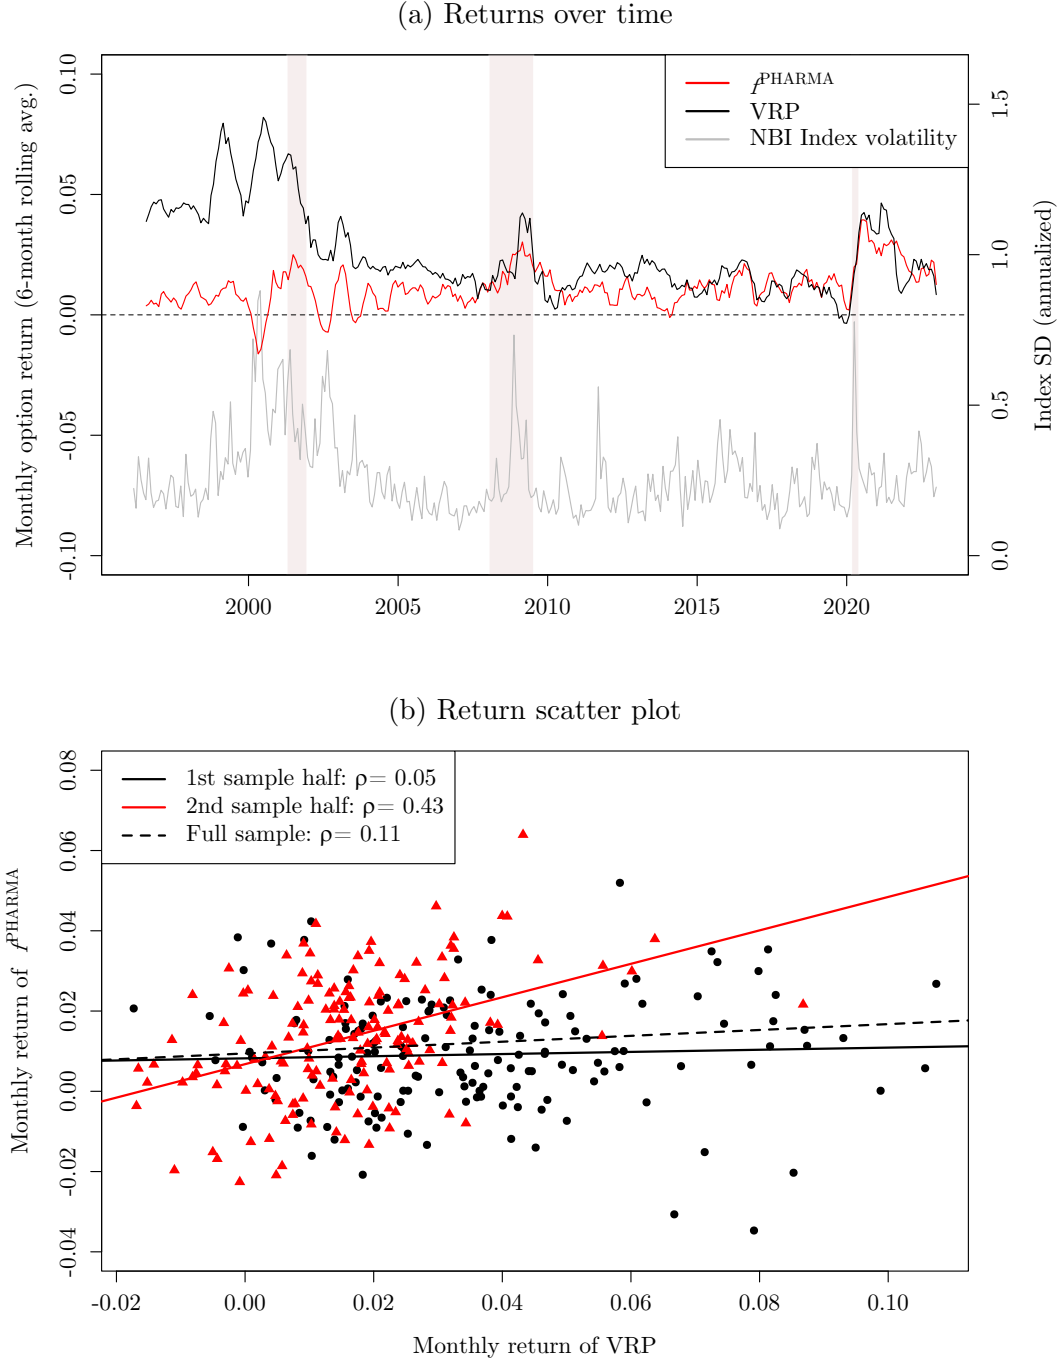 (a) Returns over time
Monthly option return (6-month rolling avg.)
0.10
0.05
0.00
-0.05
-0.10
f^PHARMA
VRP
NBI Index volatility
1.5
1.0
0.5
0.0
Index SD (annualized)
2000 2005 2010 2015 2020
(b) Return scatter plot
Monthly return of f^PHARMA
0.08
0.06
0.04
0.02
0.00
-0.02
-0.04
1st sample half: ρ= 0.05
2nd sample half: ρ= 0.43
Full sample: ρ= 0.11
-0.02 0.00 0.02 0.04 0.06 0.08 0.10
Monthly return of VRP